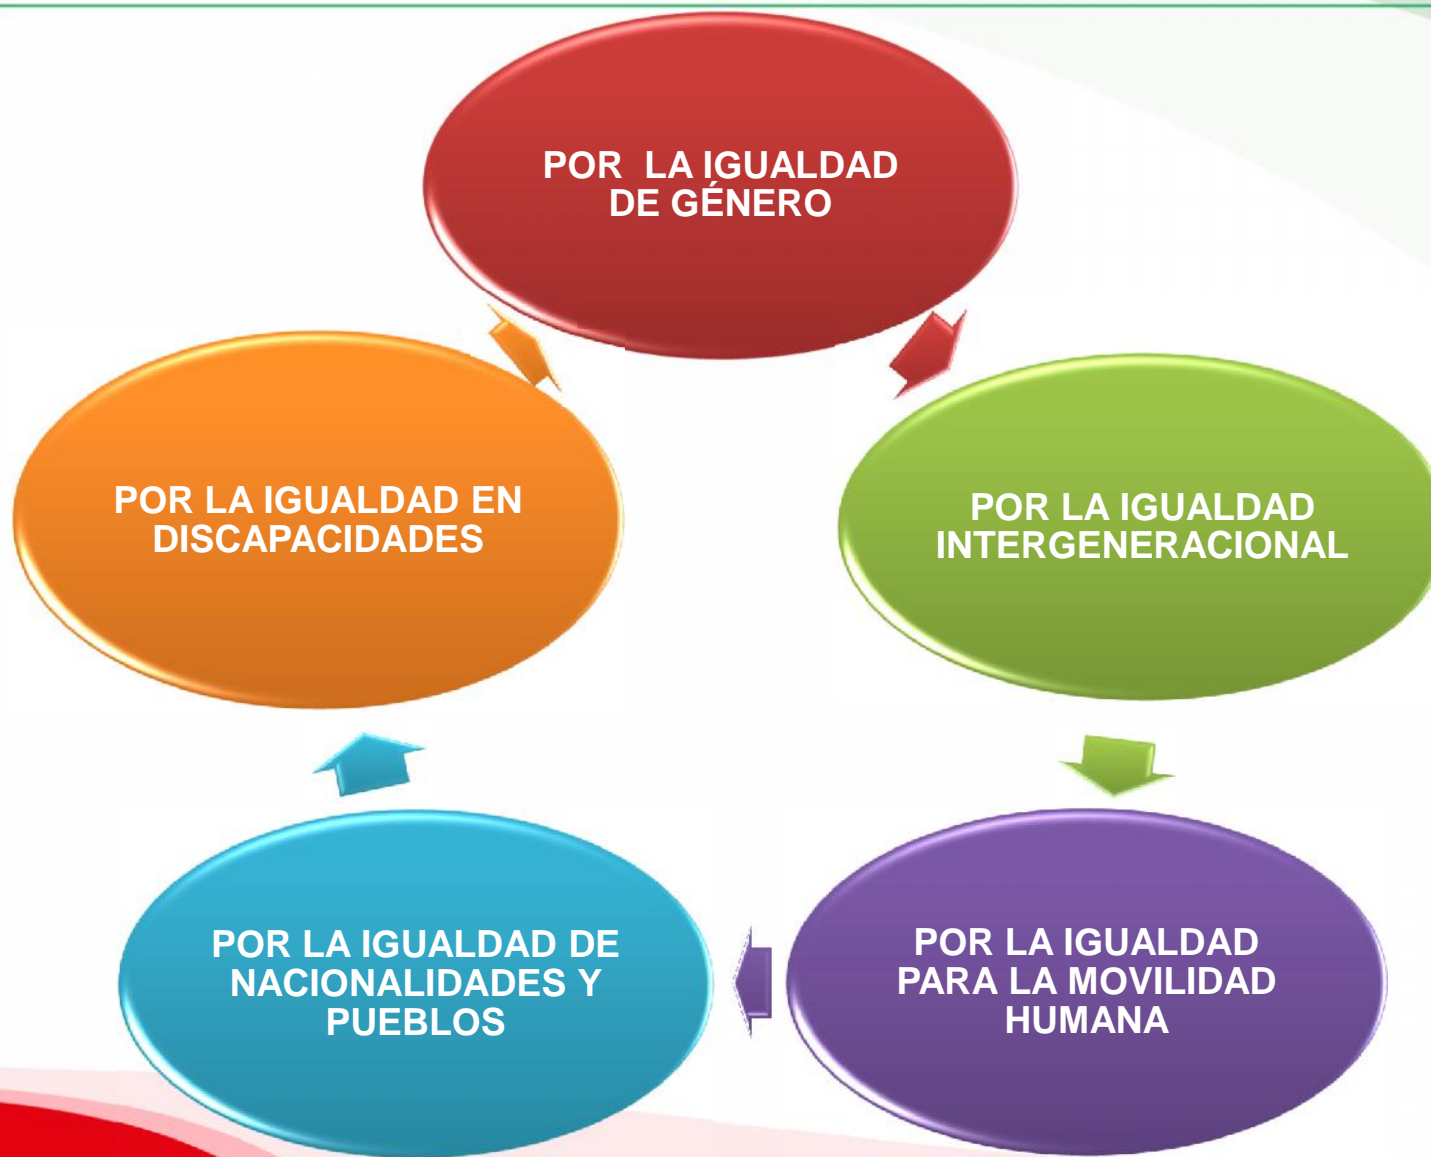 POR LA IGUALDAD
DE GÉNERO
POR LA IGUALDAD EN
DISCAPACIDADES
POR LA IGUALDAD
INTERGENERACIONAL
POR LA IGUALDAD DE
NACIONALIDADES Y
PUEBLOS
POR LA IGUALDAD
PARA LA MOVILIDAD
HUMANA